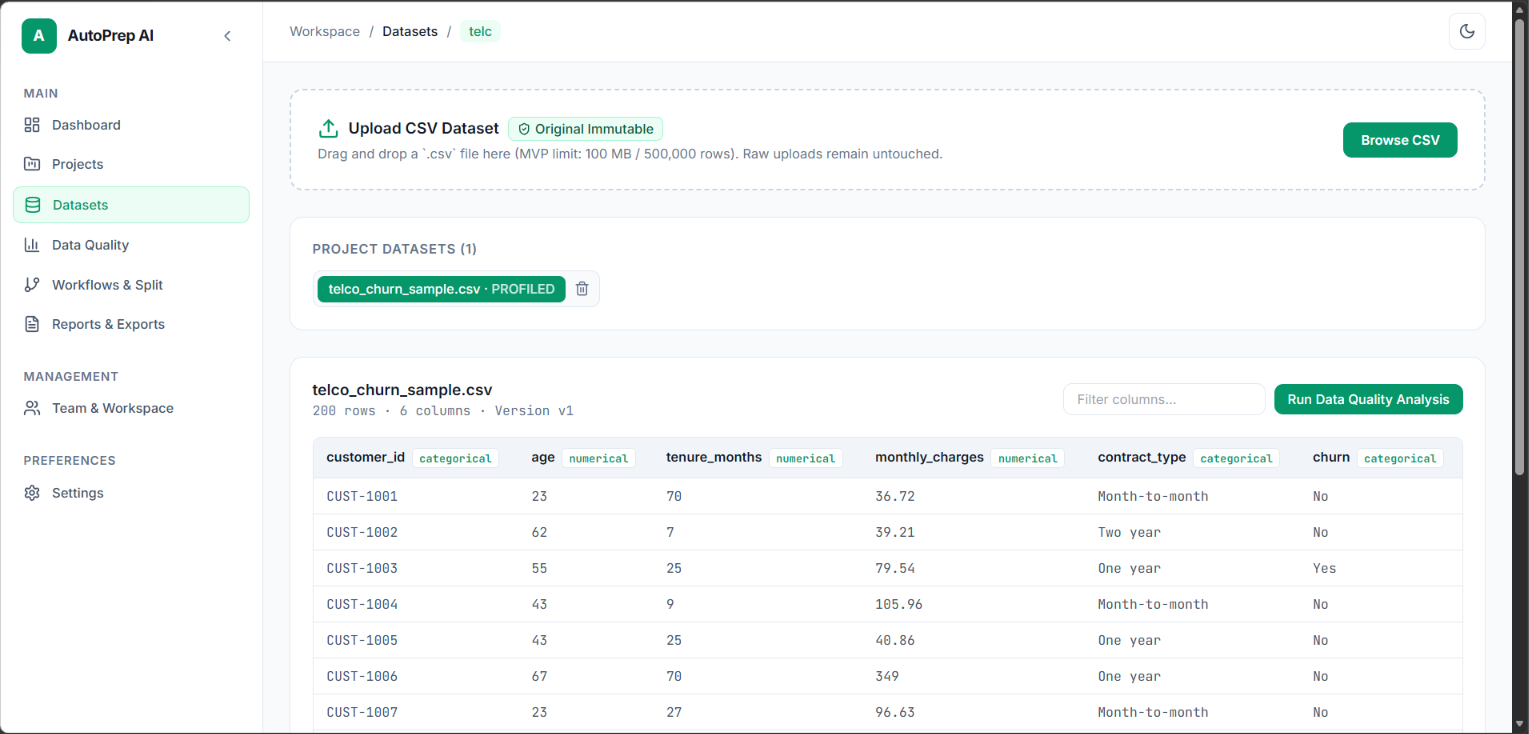 A AutoPrep AI
MAIN
Dashboard
Projects
Datasets
Data Quality
Workflows & Split
Reports & Exports
MANAGEMENT
Team & Workspace
PREFERENCES
Settings
Workspace / Datasets / telc
Upload CSV Dataset Original Immutable
Drag and drop a `.csv` file here (MVP limit: 100 MB / 500,000 rows). Raw uploads remain untouched.
Browse CSV
PROJECT DATASETS (1)
telco_churn_sample.csv · PROFILED
telco_churn_sample.csv
200 rows · 6 columns · Version v1
Filter columns...
Run Data Quality Analysis
customer_id categorical age numerical tenure_months numerical monthly_charges numerical contract_type categorical churn categorical
CUST-1001 23 70 36.72 Month-to-month No
CUST-1002 62 7 39.21 Two year No
CUST-1003 55 25 79.54 One year Yes
CUST-1004 43 9 105.96 Month-to-month No
CUST-1005 43 25 40.86 One year No
CUST-1006 67 70 349 One year No
CUST-1007 23 27 96.63 Month-to-month No